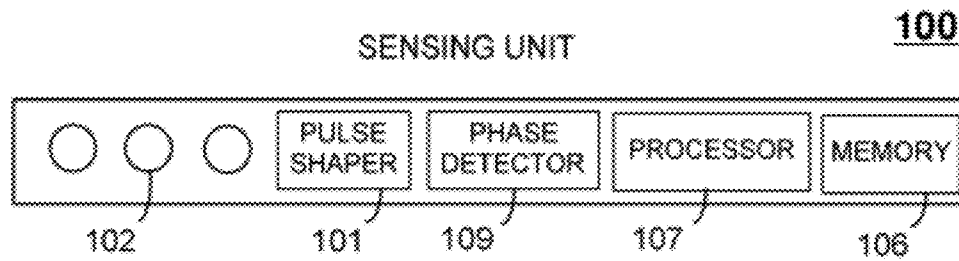 100
SENSING UNIT
PULSE
SHAPER
PHASE
DETECTOR
PROCESSOR
MEMORY
102
101
109
107
106